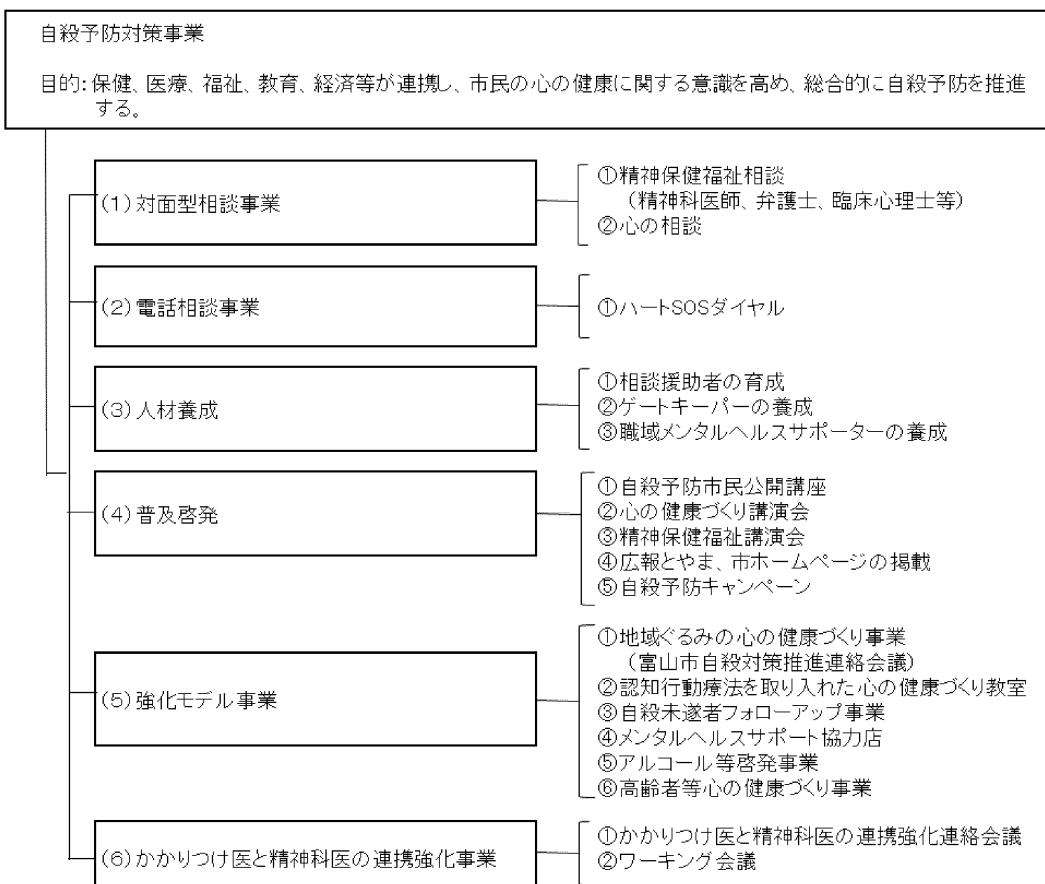 自殺予防対策事業
目的：保健、医療、福祉、教育、経済等が連携し、市民の心の健康に関する意識を高め、総合的に自殺予防を推進
する。
（1）対面型相談事業
①精神保健福祉相談
（精神科医師、弁護士、臨床心理士等）
②心の相談
（2）電話相談事業
①ハートSOSダイヤル
（3）人材養成
①相談援助者の育成
②ゲートキーパーの養成
③職域メンタルヘルスサポーターの養成
（4）普及啓発
①自殺予防市民公開講座
②心の健康づくり講演会
③精神保健福祉講演会
④広報とやま、市ホームページの掲載
⑤自殺予防キャンペーン
（5）強化モデル事業
①地域ぐるみの心の健康づくり事業
（富山市自殺対策推進連絡会議）
②認知行動療法を取り入れた心の健康づくり教室
③自殺未遂者フォローアップ事業
④メンタルヘルスサポート協力店
⑤アルコール等啓発事業
⑥高齢者等心の健康づくり事業
（6）かかりつけ医と精神科医の連携強化事業
①かかりつけ医と精神科医の連携強化連絡会議
②ワーキング会議